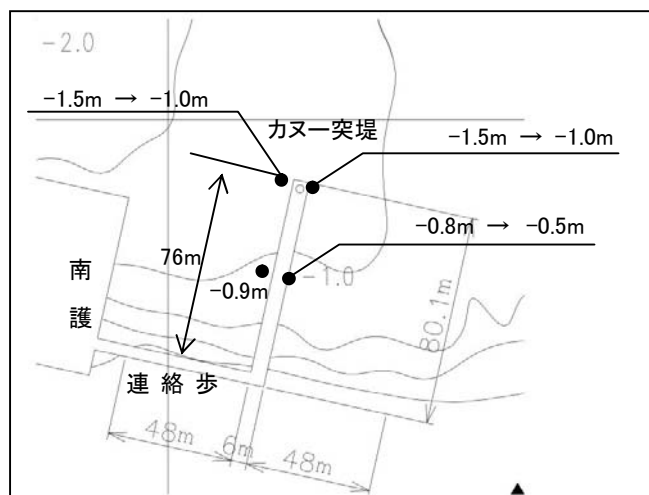 -2.0
-1.5m → -1.0m
カヌー突堤
-1.5m → -1.0m
-0.8m → -0.5m
76m
南
護
-0.9m
-1.0
80.1m
連 絡 歩
48m
6m
48m